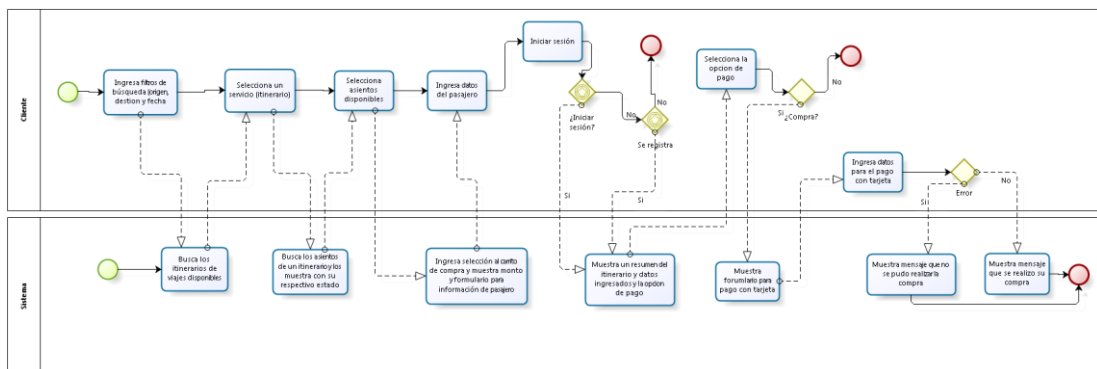 Cliente
Ingresa filtros de
búsqueda (origen,
destion y fecha
Selecciona un
servicio (itinerario)
Selecciona
asientos
disponibles
Ingresa datos
del pasajero
Iniciar sesión
¿Iniciar
sesión?
No
No
Se registra
Si
Si
Selecciona la
opcion de
pago
No
Si
¿Compra?
Ingresa datos
para el pago
con tarjeta
Error
Si
No
Sistema
Busca los
itinerarios de
viajes disponibles
Busca los asientos
de un itinerario y los
muestra con su
respectivo estado
Ingresa selección al carrito
de compra y muestra monto
y formulario para
información de pasajero
Muestra un resumen del
itinerario y datos
ingresados y la opcion de
pago
Muestra
forumlario para
pago con tarjeta
Muestra mensaje que no
se pudo realizar la
compra
Muestra mensaje
que se realizo su
compra